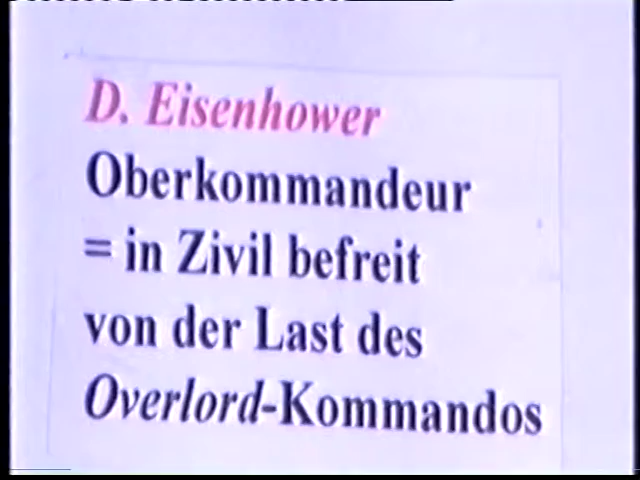 D. Eisenhower
Oberkommandeur
= in Zivil befreit
von der Last des
Overlord-Kommandos